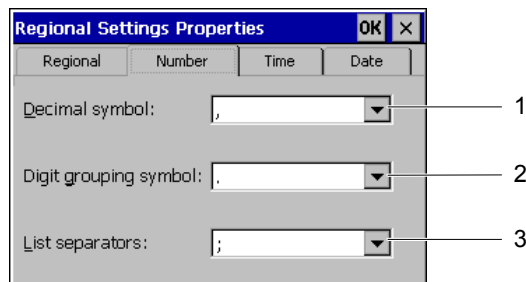 Regional Settings Properties OK ×
Regional Number Time Date
Decimal symbol: , 1
Digit grouping symbol: . 2
List separators: ; 3